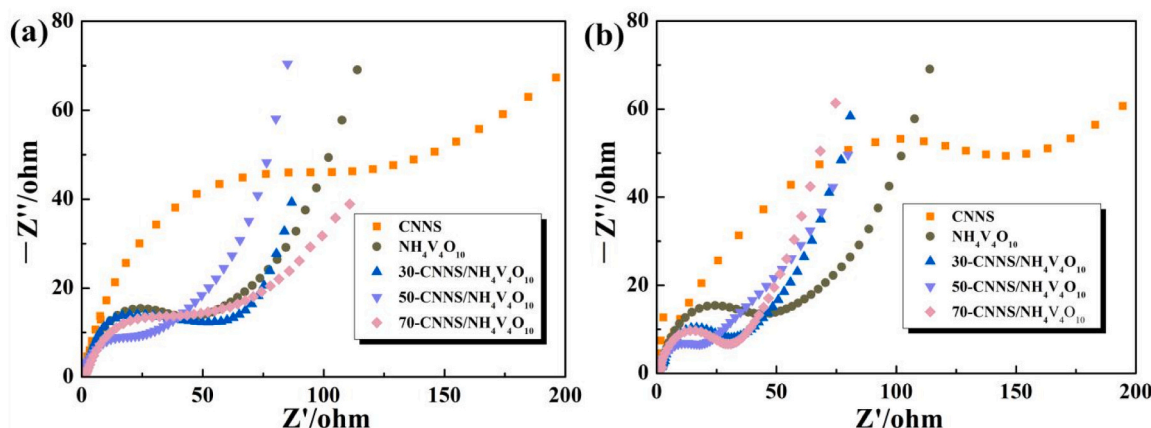 (a)
80
60
40
20
0
−Z''/ohm
0 50 100 150 200
Z'/ohm
CNNS
NH₄V₄O₁₀
30-CNNS/NH₄V₄O₁₀
50-CNNS/NH₄V₄O₁₀
70-CNNS/NH₄V₄O₁₀
(b)
80
60
40
20
0
−Z''/ohm
0 50 100 150 200
Z'/ohm
CNNS
NH₄V₄O₁₀
30-CNNS/NH₄V₄O₁₀
50-CNNS/NH₄V₄O₁₀
70-CNNS/NH₄V₄O₁₀